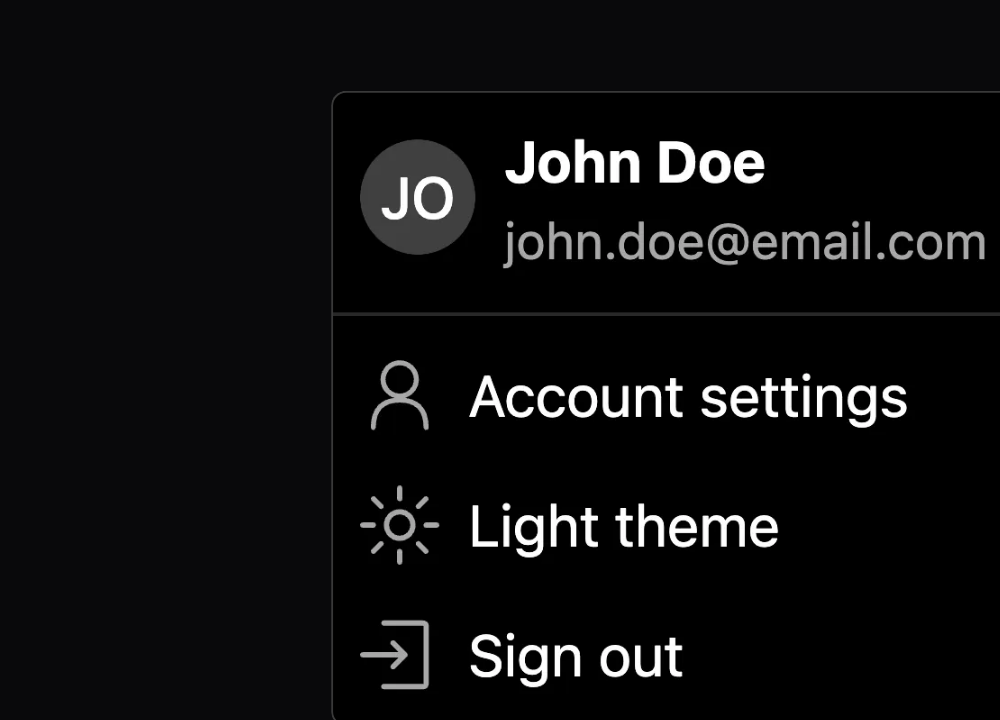 JO
John Doe
john.doe@email.com
Account settings
Light theme
Sign out